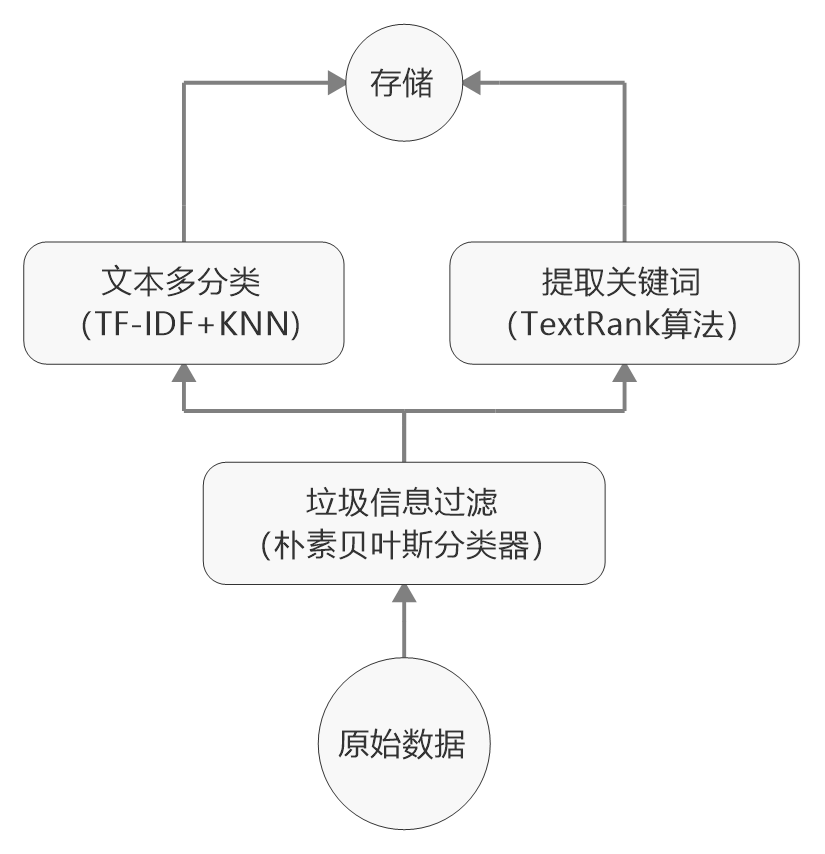 存储
文本多分类
（TF-IDF+KNN）
提取关键词
（TextRank算法）
垃圾信息过滤
（朴素贝叶斯分类器）
原始数据